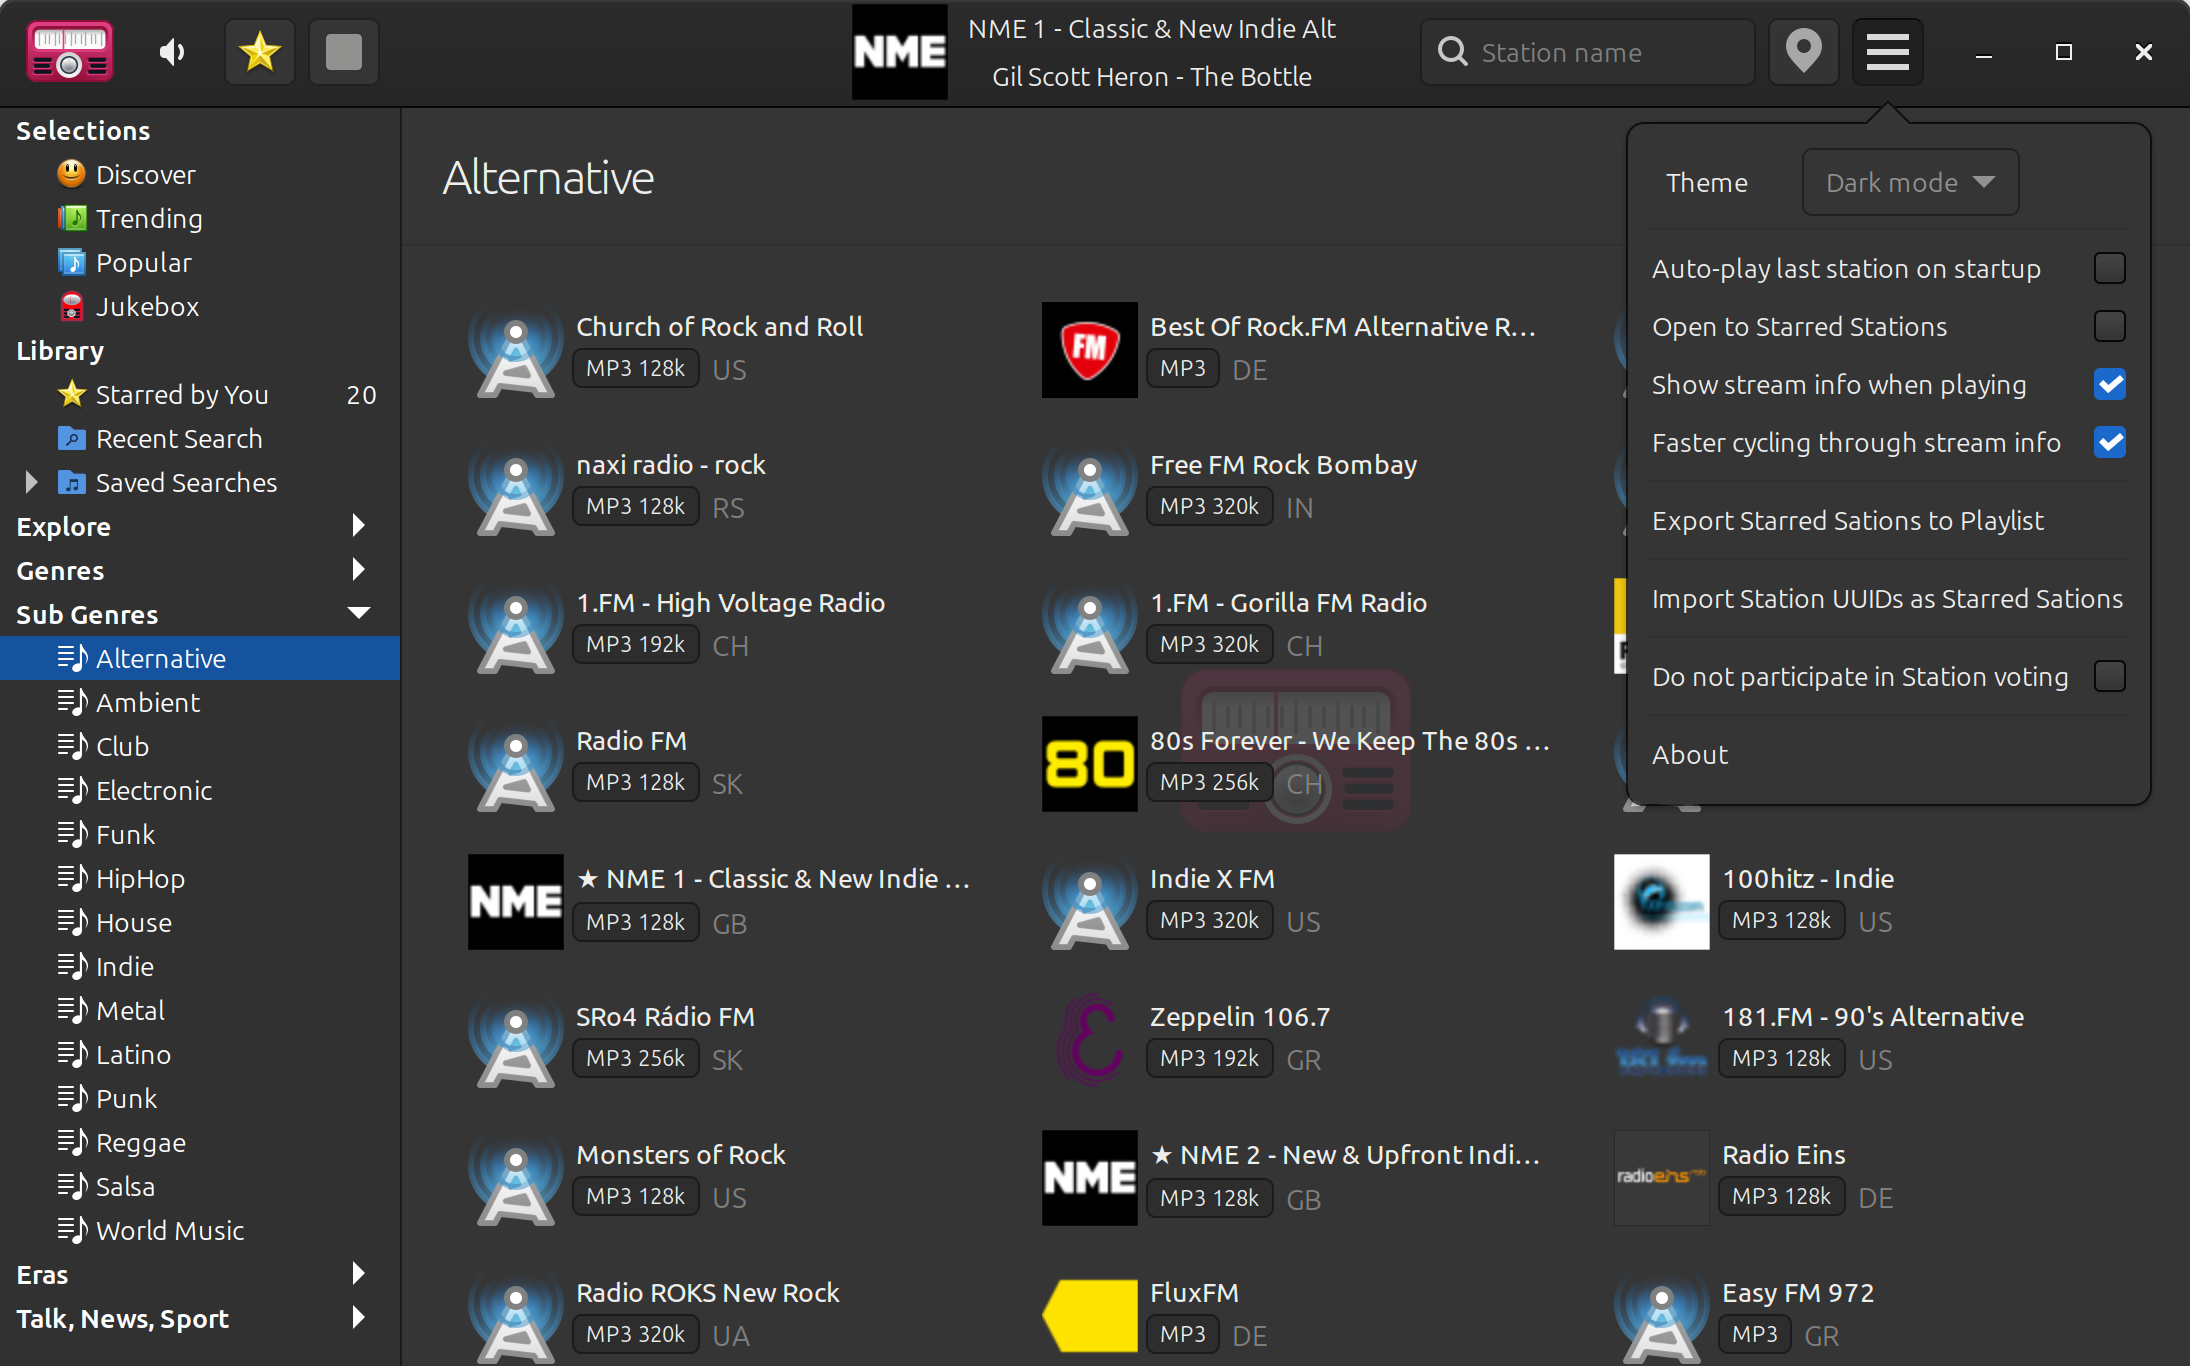 NME
NME 1 - Classic & New Indie Alt
Gil Scott Heron - The Bottle
Station name
Selections
Discover
Trending
Popular
Jukebox
Library
Starred by You 20
Recent Search
Saved Searches
Explore
Genres
Sub Genres
Alternative
Ambient
Club
Electronic
Funk
HipHop
House
Indie
Metal
Latino
Punk
Reggae
Salsa
World Music
Eras
Talk, News, Sport
Alternative
Church of Rock and Roll
MP3 128k US
FM
Best Of Rock.FM Alternative R...
MP3 DE
naxi radio - rock
MP3 128k RS
Free FM Rock Bombay
MP3 320k IN
1.FM - High Voltage Radio
MP3 192k CH
1.FM - Gorilla FM Radio
MP3 320k CH
Radio FM
MP3 128k SK
80
80s Forever - We Keep The 80s ...
MP3 256k CH
NME
★ NME 1 - Classic & New Indie ...
MP3 128k GB
Indie X FM
MP3 320k US
100hitz - Indie
MP3 128k US
SRo4 Rádio FM
MP3 256k SK
Zeppelin 106.7
MP3 192k GR
181.fm
181.FM - 90's Alternative
MP3 128k US
Monsters of Rock
MP3 128k US
NME
★ NME 2 - New & Upfront Indi...
MP3 128k GB
radioeins
Radio Eins
MP3 128k DE
Radio ROKS New Rock
MP3 320k UA
FluxFM
MP3 DE
Easy FM 972
MP3 GR
Theme Dark mode
Auto-play last station on startup
Open to Starred Stations
Show stream info when playing
Faster cycling through stream info
Export Starred Sations to Playlist
Import Station UUIDs as Starred Sations
Do not participate in Station voting
About